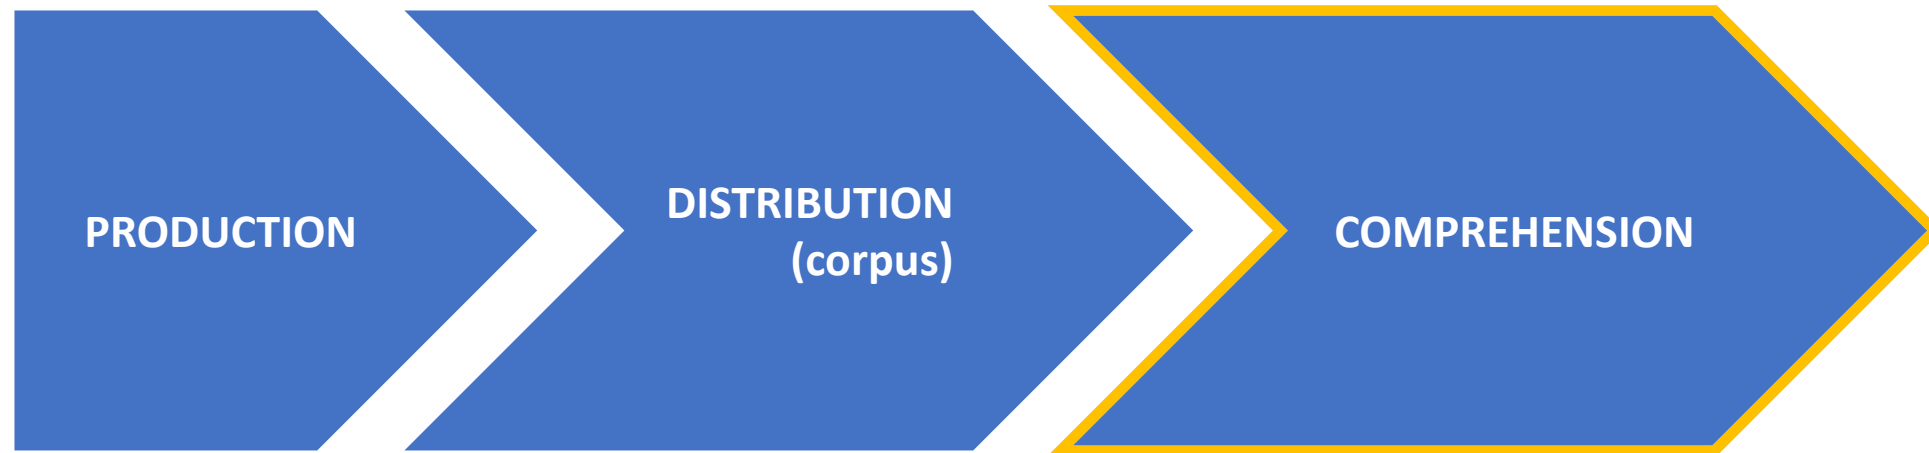 PRODUCTION
DISTRIBUTION
(corpus)
COMPREHENSION